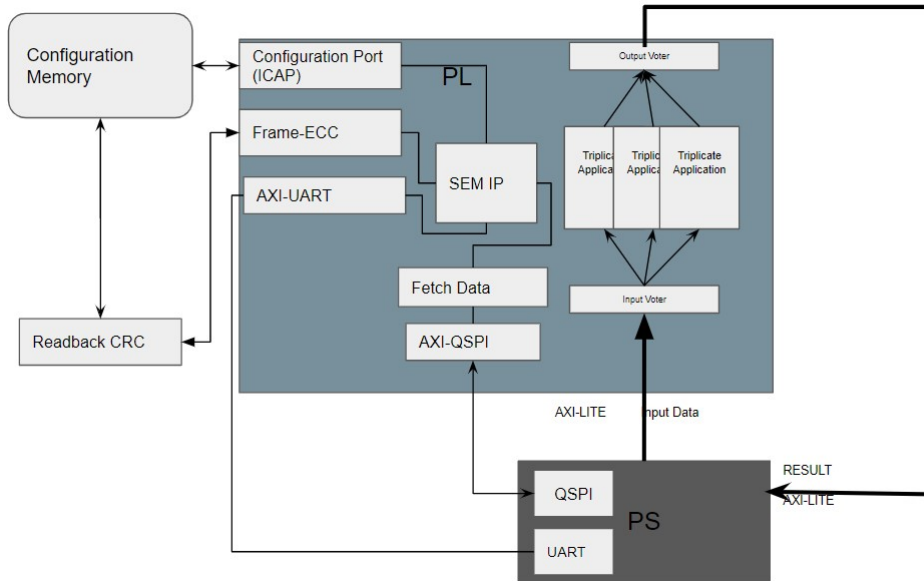 Configuration
Memory
Configuration Port
(ICAP)
PL
Output Voter
Frame-ECC
AXI-UART
SEM IP
Triplica
Applica
Triplic
Applica
Triplicate
Application
Fetch Data
Input Voter
Readback CRC
AXI-QSPI
AXI-LITE
Input Data
RESULT
AXI-LITE
QSPI
PS
UART